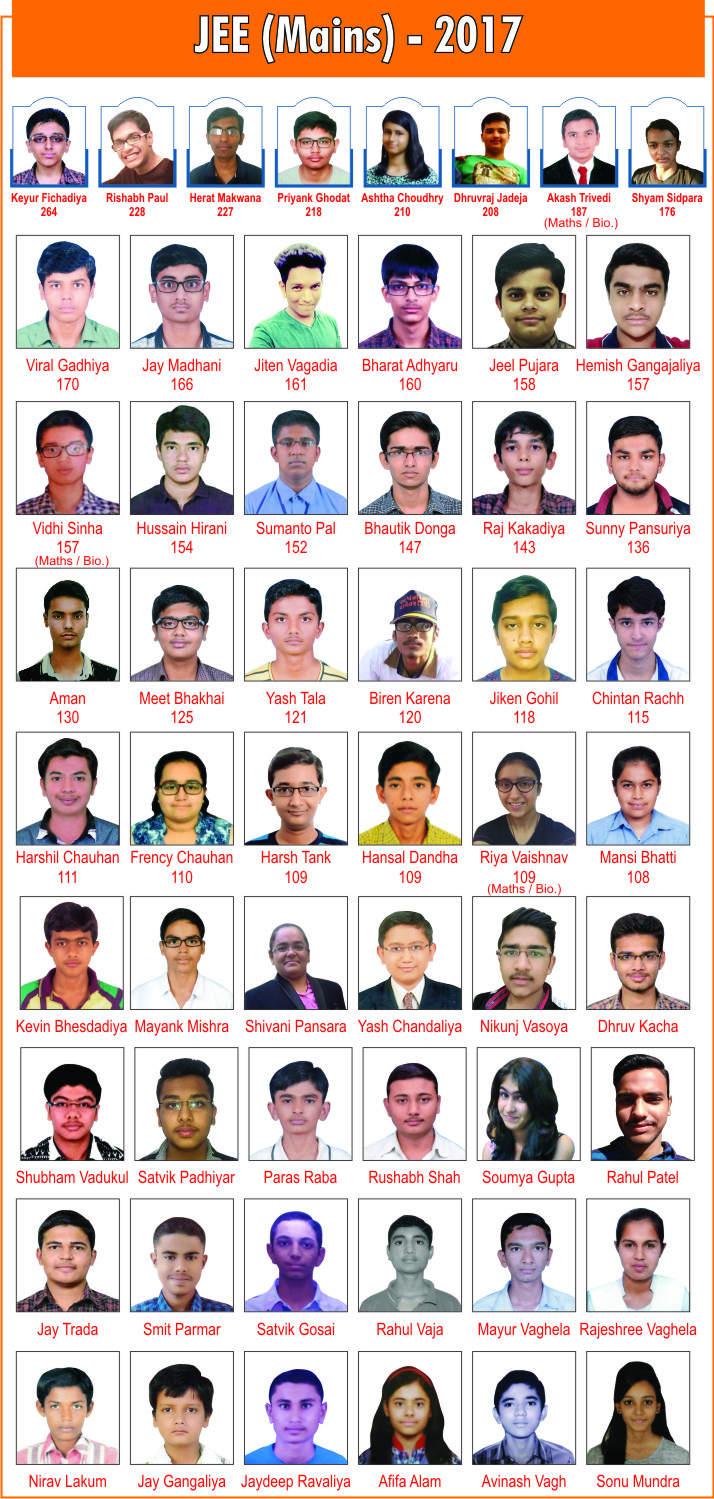 JEE (Mains) - 2017
Keyur Fichadiya Rishabh Paul Herat Makwana Priyank Ghodat Ashtha Choudhry Dhruvraj Jadeja Akash Trivedi Shyam Sidpara
264 228 227 218 210 208 187 176
(Maths / Bio.)
Viral Gadhiya Jay Madhani Jiten Vagadia Bharat Adhyaru Jeel Pujara Hemish Gangajaliya
170 166 161 160 158 157
Vidhi Sinha Hussain Hirani Sumanto Pal Bhautik Donga Raj Kakadiya Sunny Pansuriya
157 154 152 147 143 136
(Maths / Bio.)
Aman Meet Bhakhai Yash Tala Biren Karena Jiken Gohil Chintan Rachh
130 125 121 120 118 115
Harshil Chauhan Frency Chauhan Harsh Tank Hansal Dandha Riya Vaishnav Mansi Bhatti
111 110 109 109 109 108
(Maths / Bio.)
Kevin Bhesdadiya Mayank Mishra Shivani Pansara Yash Chandaliya Nikunj Vasoya Dhruv Kacha
Shubham Vadukul Satvik Padhiyar Paras Raba Rushabh Shah Soumya Gupta Rahul Patel
Jay Trada Smit Parmar Satvik Gosai Rahul Vaja Mayur Vaghela Rajeshree Vaghela
Nirav Lakum Jay Gangaliya Jaydeep Ravaliya Afifa Alam Avinash Vagh Sonu Mundra